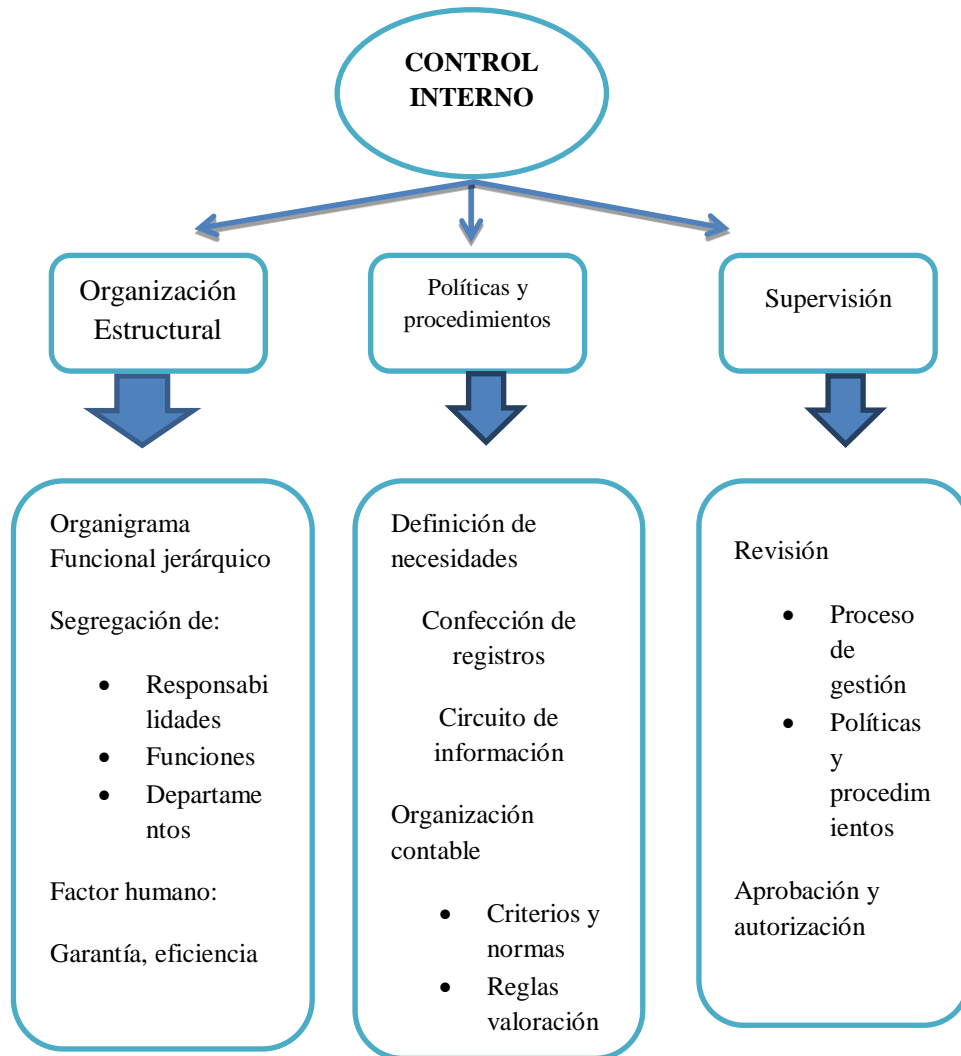 CONTROL
INTERNO
Organización
Estructural
Políticas y
procedimientos
Supervisión
Organigrama
Funcional jerárquico
Segregación de:
• Responsabi
lidades
• Funciones
• Departame
ntos
Factor humano:
Garantía, eficiencia
Definición de
necesidades
Confección de
registros
Circuito de
información
Organización
contable
• Criterios y
normas
• Reglas
valoración
Revisión
• Proceso
de
gestión
• Políticas
y
procedim
ientos
Aprobación y
autorización